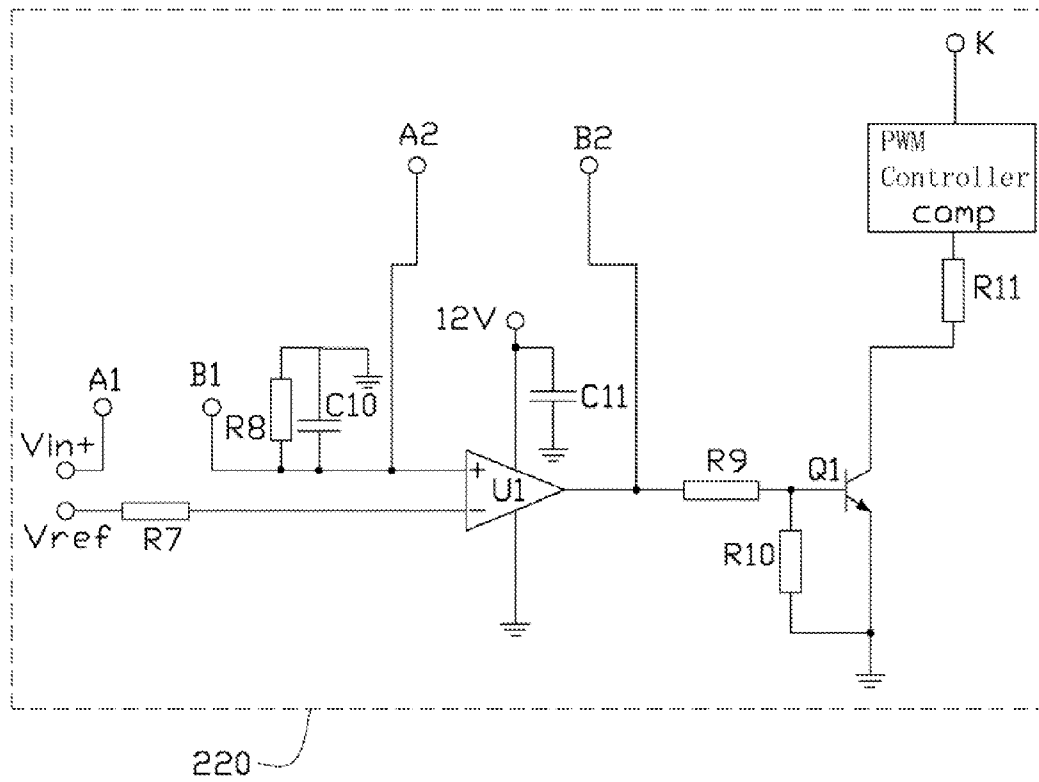 K
PWM
Controller
comp
A2
B2
R11
12V
A1
B1
R8
C10
C11
Vin+
+
U1
R9
Q1
Vref
R7
−
R10
220